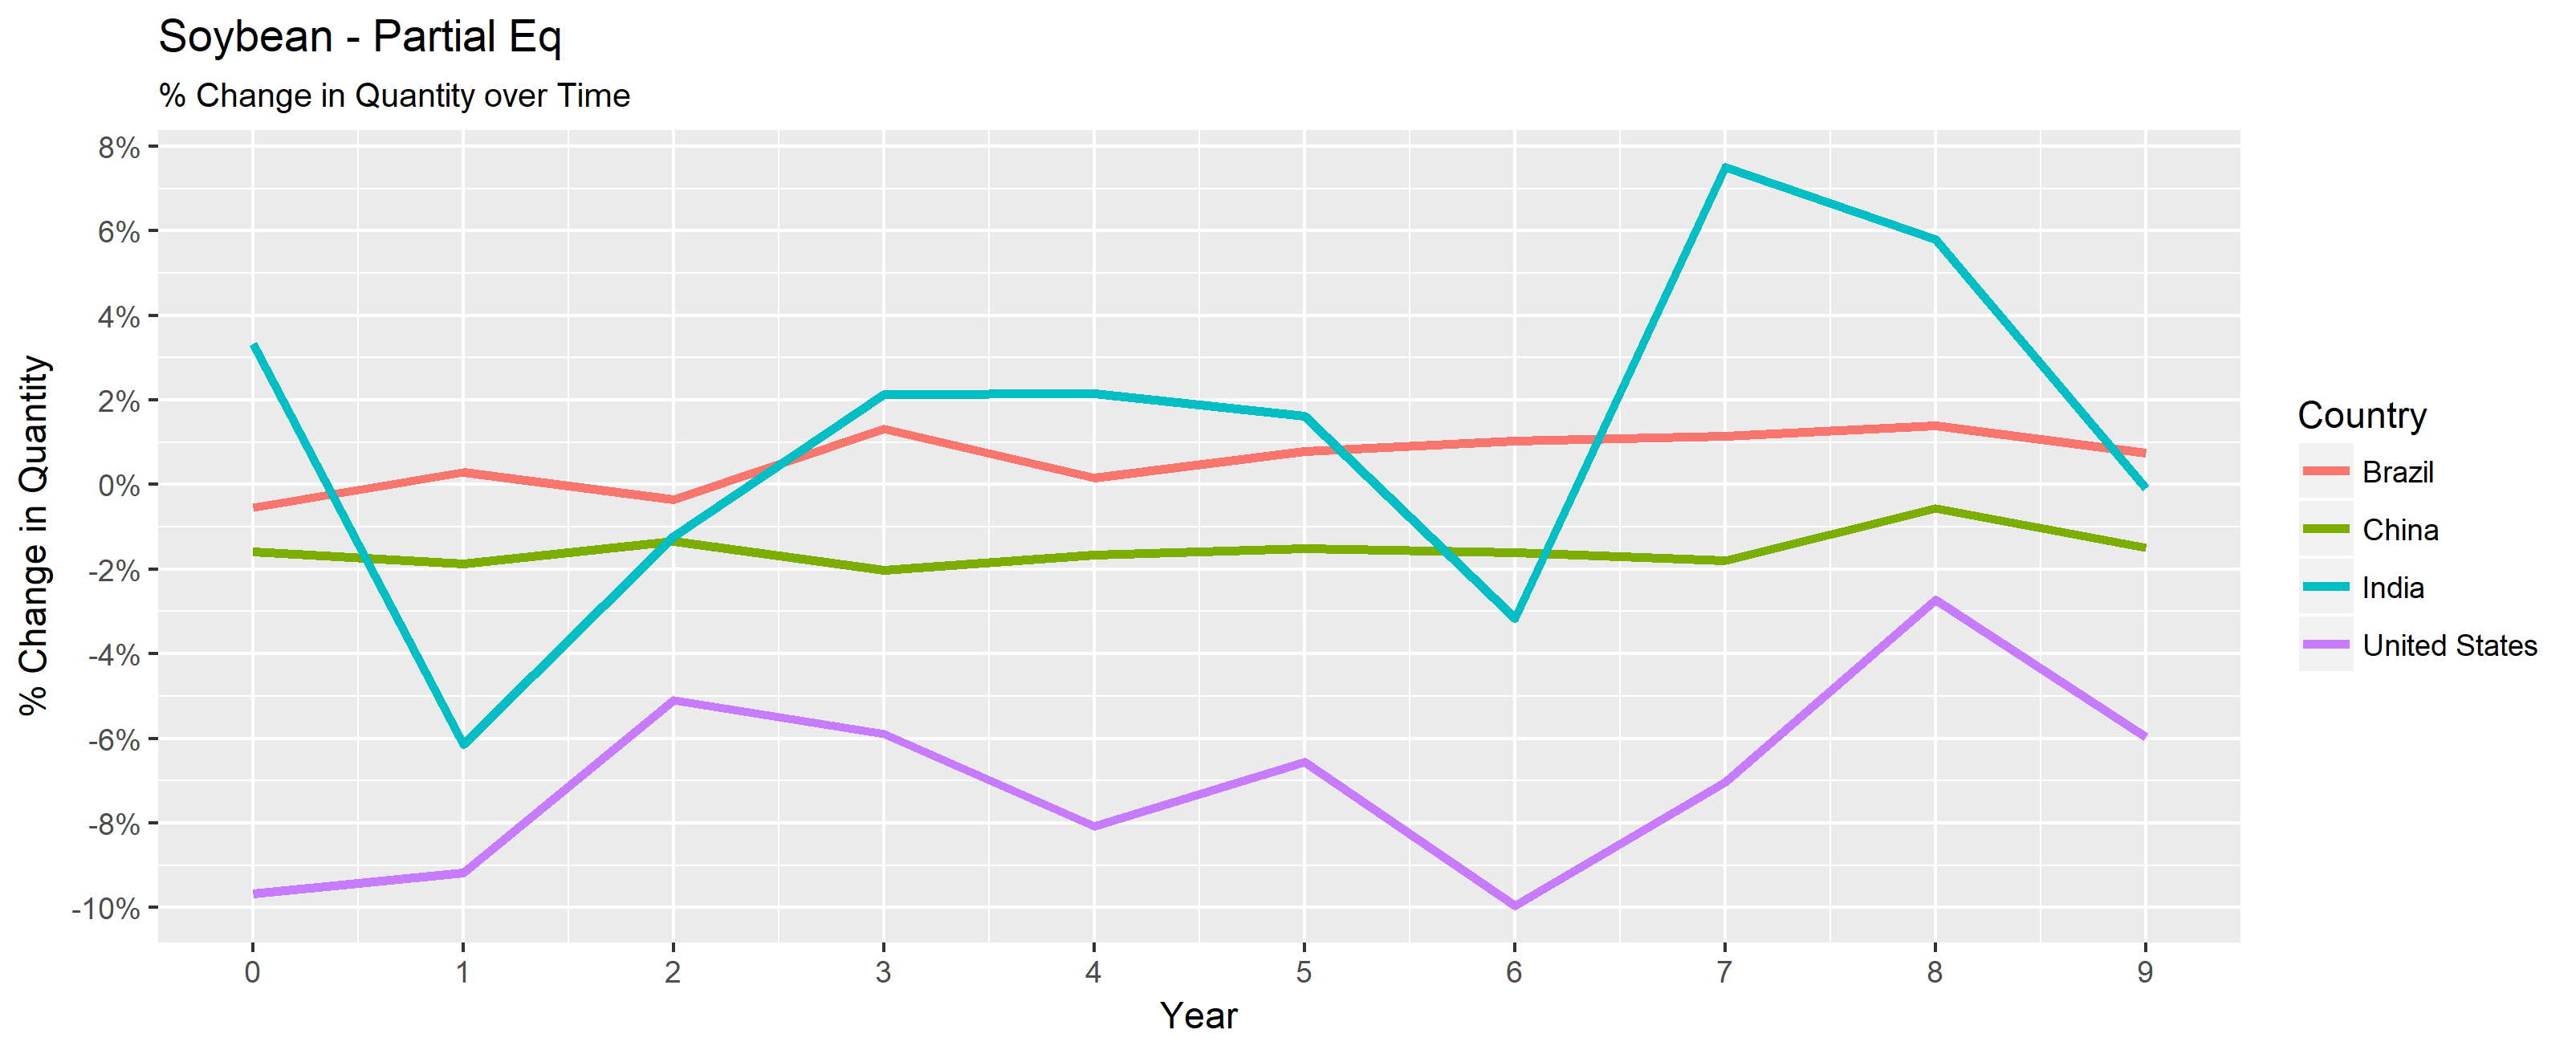 Soybean - Partial Eq
% Change in Quantity over Time
8%
6%
4%
2%
0%
-2%
-4%
-6%
-8%
-10%
% Change in Quantity
0 1 2 3 4 5 6 7 8 9
Year
Country
Brazil
China
India
United States